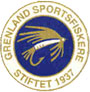 GRENLAND SPORTSFISKERE
STIFTET 1937